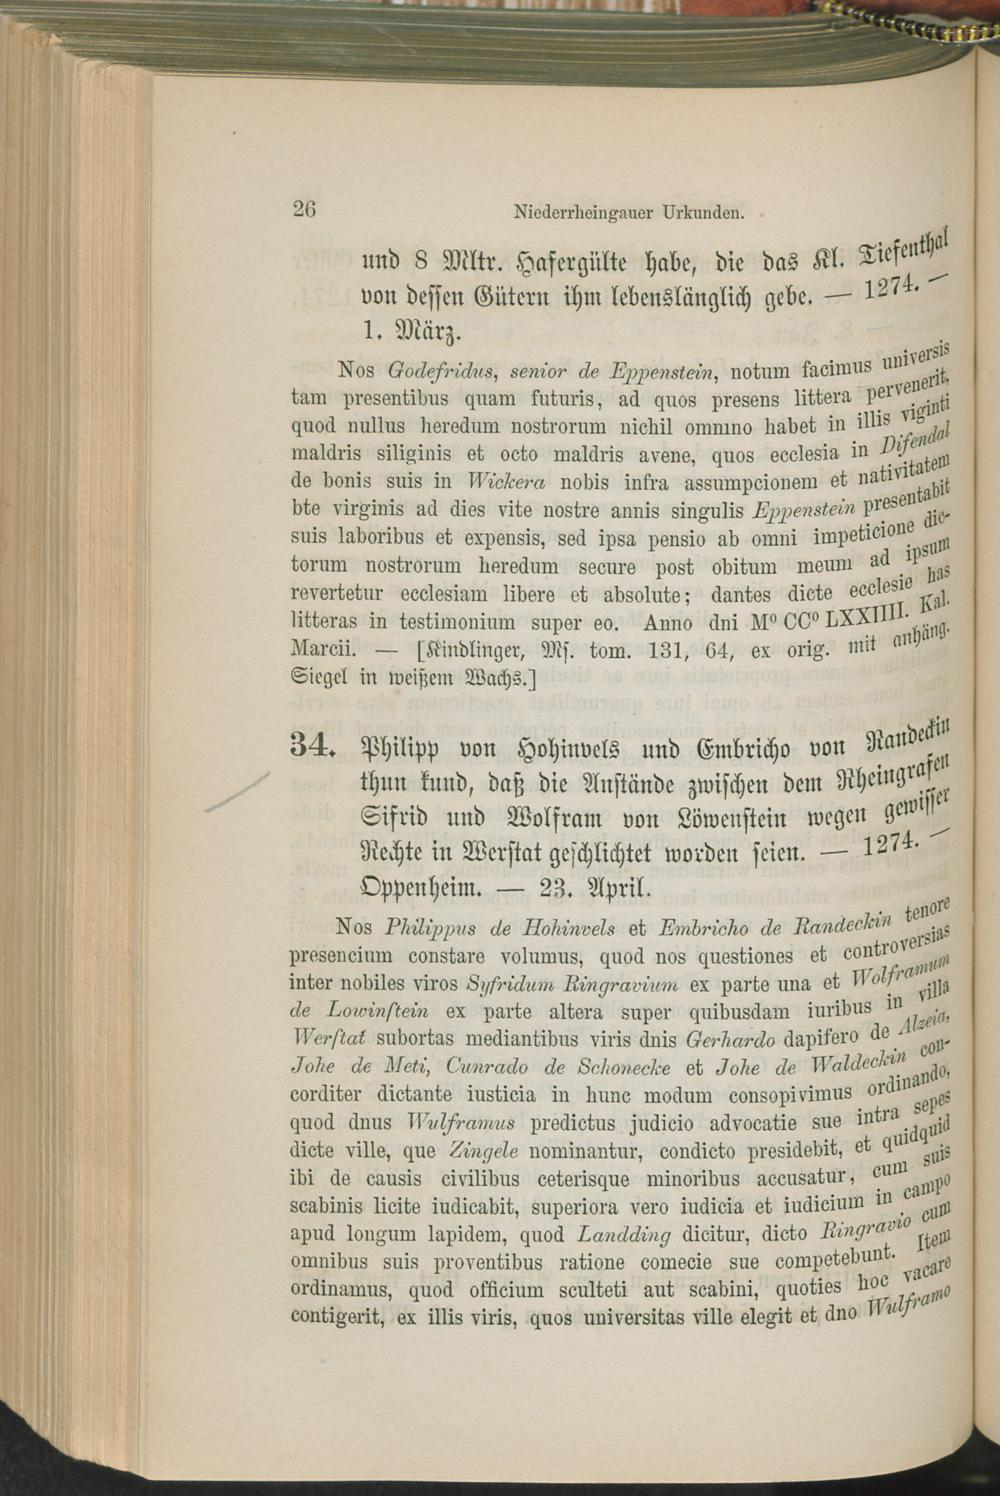 26 Niederrheingauer Urkunden.
und 8 Mltr. Hafergülte habe, die das Kl. Tiefenthal
von dessen Gütern ihm lebenslänglich gebe. — 1274. —
1. März.
Nos Godefridus, senior de Eppenstein, notum facimus universis
tam presentibus quam futuris, ad quos presens littera pervenerit,
quod nullus heredum nostrorum nichil omnino habet in illis viginti
maldris siliginis et octo maldris avene, quos ecclesia in Difendal
de bonis suis in Wickera nobis infra assumpcionem et nativitatem
bte virginis ad dies vite nostre annis singulis Eppenstein presentabit
suis laboribus et expensis, sed ipsa pensio ab omni impeticione dic-
torum nostrorum heredum secure post obitum meum ad ipsum
revertetur ecclesiam libere et absolute; dantes dicte ecclesie has
litteras in testimonium super eo. Anno dni Mº CCº LXXIIII. Kal.
Marcii. — [Kindlinger, Ms. tom. 131, 64, ex orig. mit anhäng.
Siegel in weißem Wachs.]
34. Philipp von Hohinvels und Embricho von Randeckin
thun kund, daß die Anstände zwischen dem Rheingrafen
Sifrid und Wolfram von Löwenstein wegen gewisser
Rechte in Werstat geschlichtet worden seien. — 1274. —
Oppenheim. — 23. April.
Nos Philippus de Hohinvels et Embricho de Randeckin tenore
presencium constare volumus, quod nos questiones et controversias
inter nobiles viros Syfridum Ringravium ex parte una et Wolframum
de Lowinſtein ex parte altera super quibusdam iuribus in villa
Werſtat subortas mediantibus viris dnis Gerhardo dapifero de Alzeia,
Johe de Meti, Cunrado de Schonecke et Johe de Waldeckin con-
corditer dictante iusticia in hunc modum consopivimus ordinando,
quod dnus Wulframus predictus judicio advocatie sue intra sepes
dicte ville, que Zingele nominantur, condicto presidebit, et quidquid
ibi de causis civilibus ceterisque minoribus accusatur, cum suis
scabinis licite iudicabit, superiora vero iudicia et iudicium in campo
apud longum lapidem, quod Landding dicitur, dicto Ringravio cum
omnibus suis proventibus ratione comecie sue competebunt. Item
ordinamus, quod officium sculteti aut scabini, quoties hoc vacare
contigerit, ex illis viris, quos universitas ville elegit et dno Wulframo